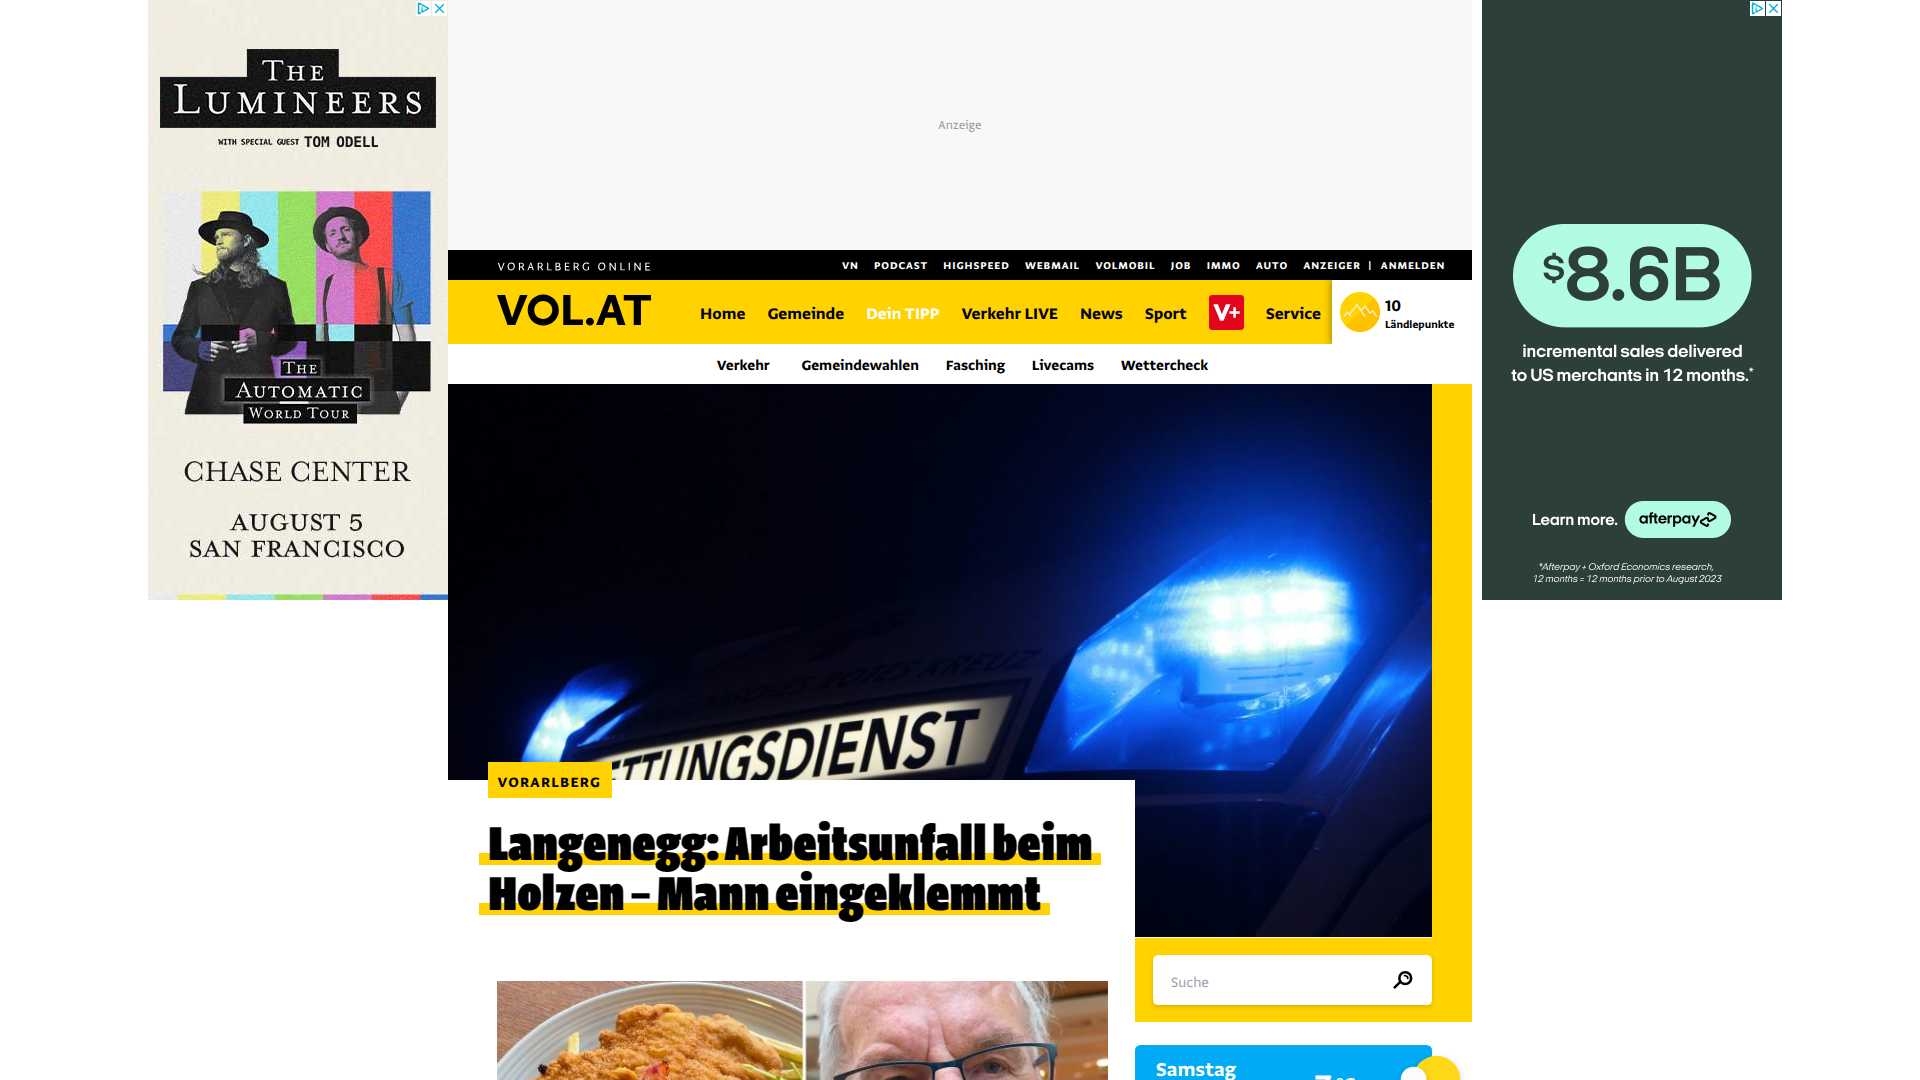 THE
LUMINEERS
WITH SPECIAL GUEST TOM ODELL
THE
AUTOMATIC
WORLD TOUR
CHASE CENTER
AUGUST 5
SAN FRANCISCO
Anzeige
VORARLBERG ONLINE
VN PODCAST HIGHSPEED WEBMAIL VOLMOBIL JOB IMMO AUTO ANZEIGER | ANMELDEN
VOL.AT
Home Gemeinde Dein TIPP Verkehr LIVE News Sport V+ Service
10
Ländlepunkte
Verkehr Gemeindewahlen Fasching Livecams Wettercheck
ROTES KREUZ
ETTUNGSDIENST
VORARLBERG
Langenegg: Arbeitsunfall beim
Holzen – Mann eingeklemmt
Suche
Samstag
$8.6B
incremental sales delivered
to US merchants in 12 months.*
Learn more. afterpay
*Afterpay + Oxford Economics research,
12 months = 12 months prior to August 2023